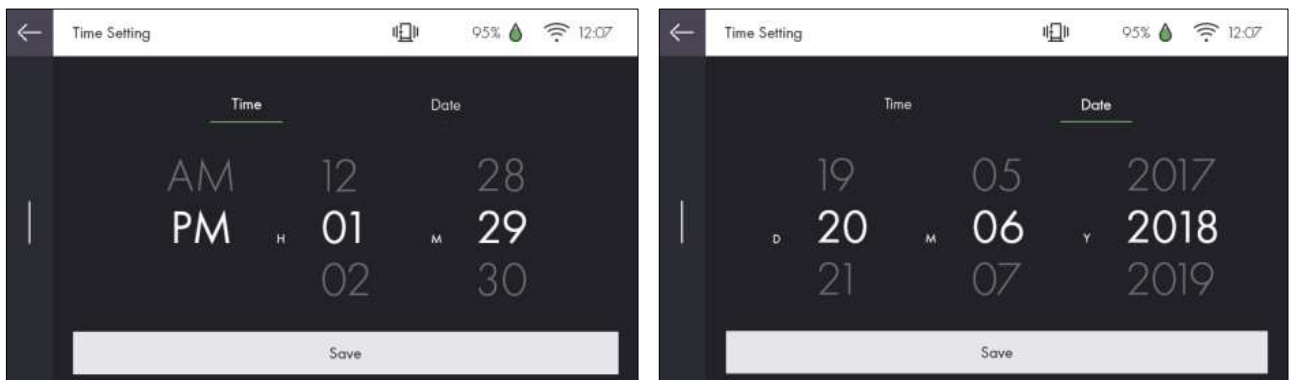 Time Setting 95% 12:07
Time Date
AM 12 28
PM H 01 M 29
02 30
Save
Time Setting 95% 12:07
Time Date
19 05 2017
D 20 M 06 Y 2018
21 07 2019
Save